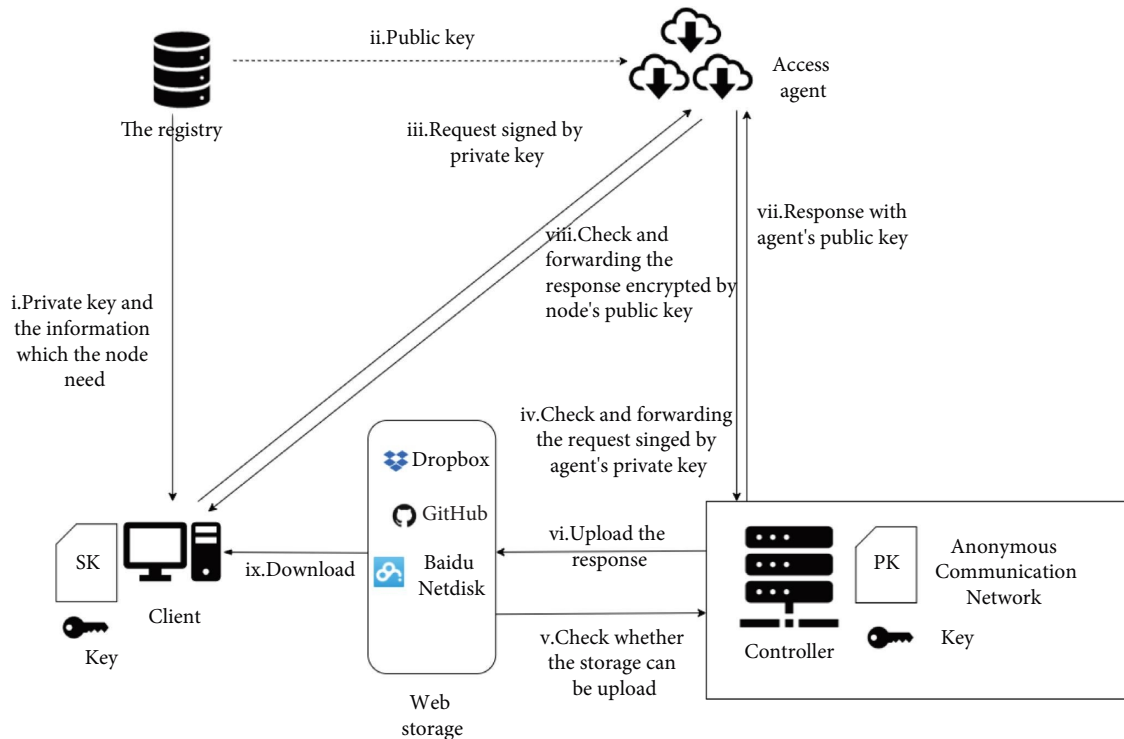 ii.Public key
Access
agent
The registry
iii.Request signed by
private key
vii.Response with
agent's public key
viii.Check and
forwarding the
response encrypted by
node's public key
i.Private key and
the information
which the node
need
iv.Check and forwarding
the request singed by
agent's private key
Dropbox
GitHub
Baidu
Netdisk
vi.Upload the
response
SK
ix.Download
Client
Key
PK
Anonymous
Communication
Network
Controller
Key
v.Check whether
the storage can
be upload
Web
storage